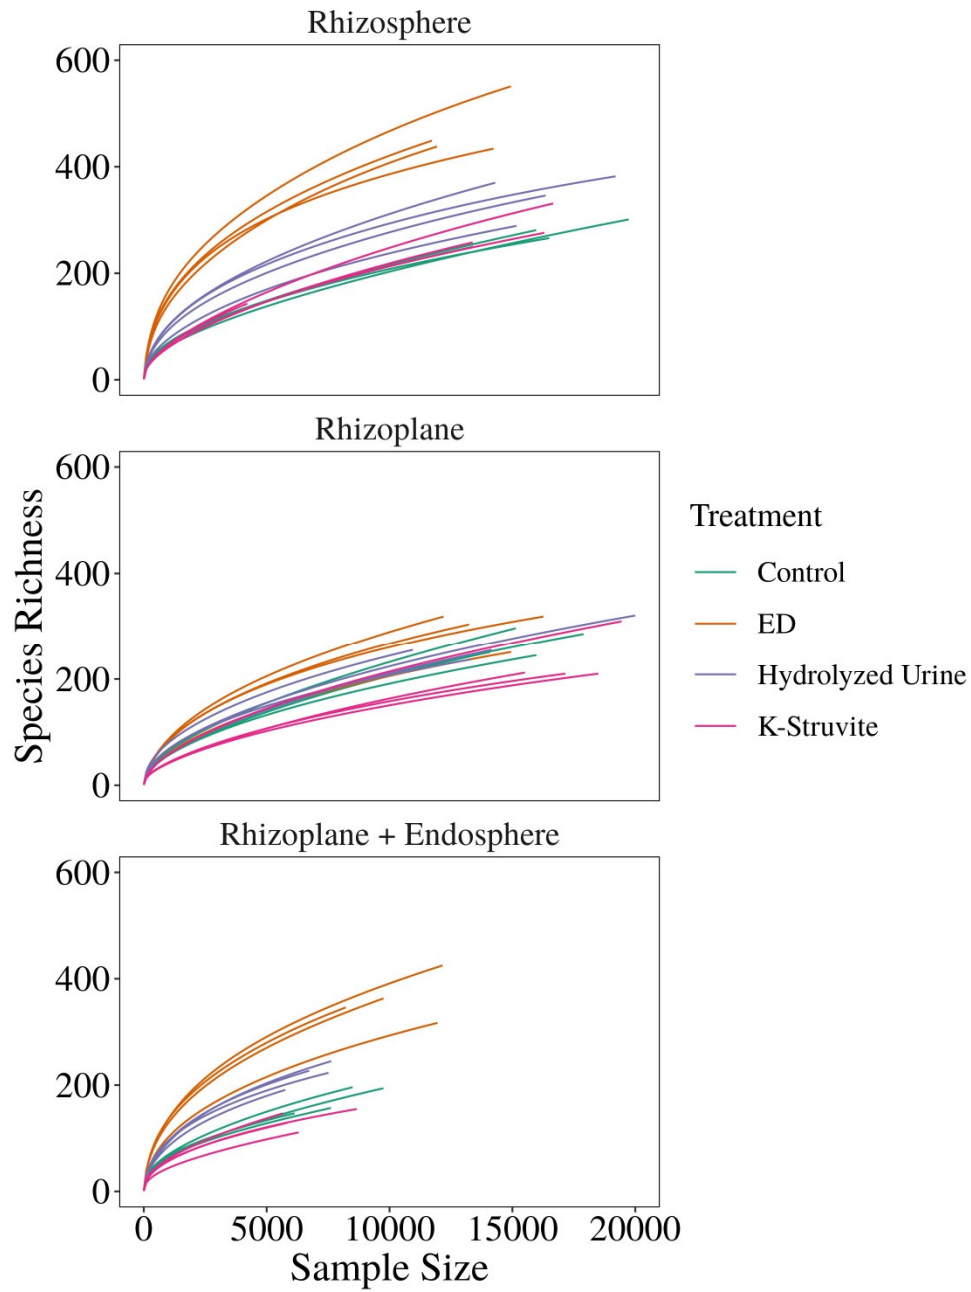 Rhizosphere
600
400
200
0
Rhizoplane
600
400
200
0
Rhizoplane + Endosphere
600
400
200
0
0 5000 10000 15000 20000
Sample Size
Species Richness
Treatment
Control
ED
Hydrolyzed Urine
K-Struvite